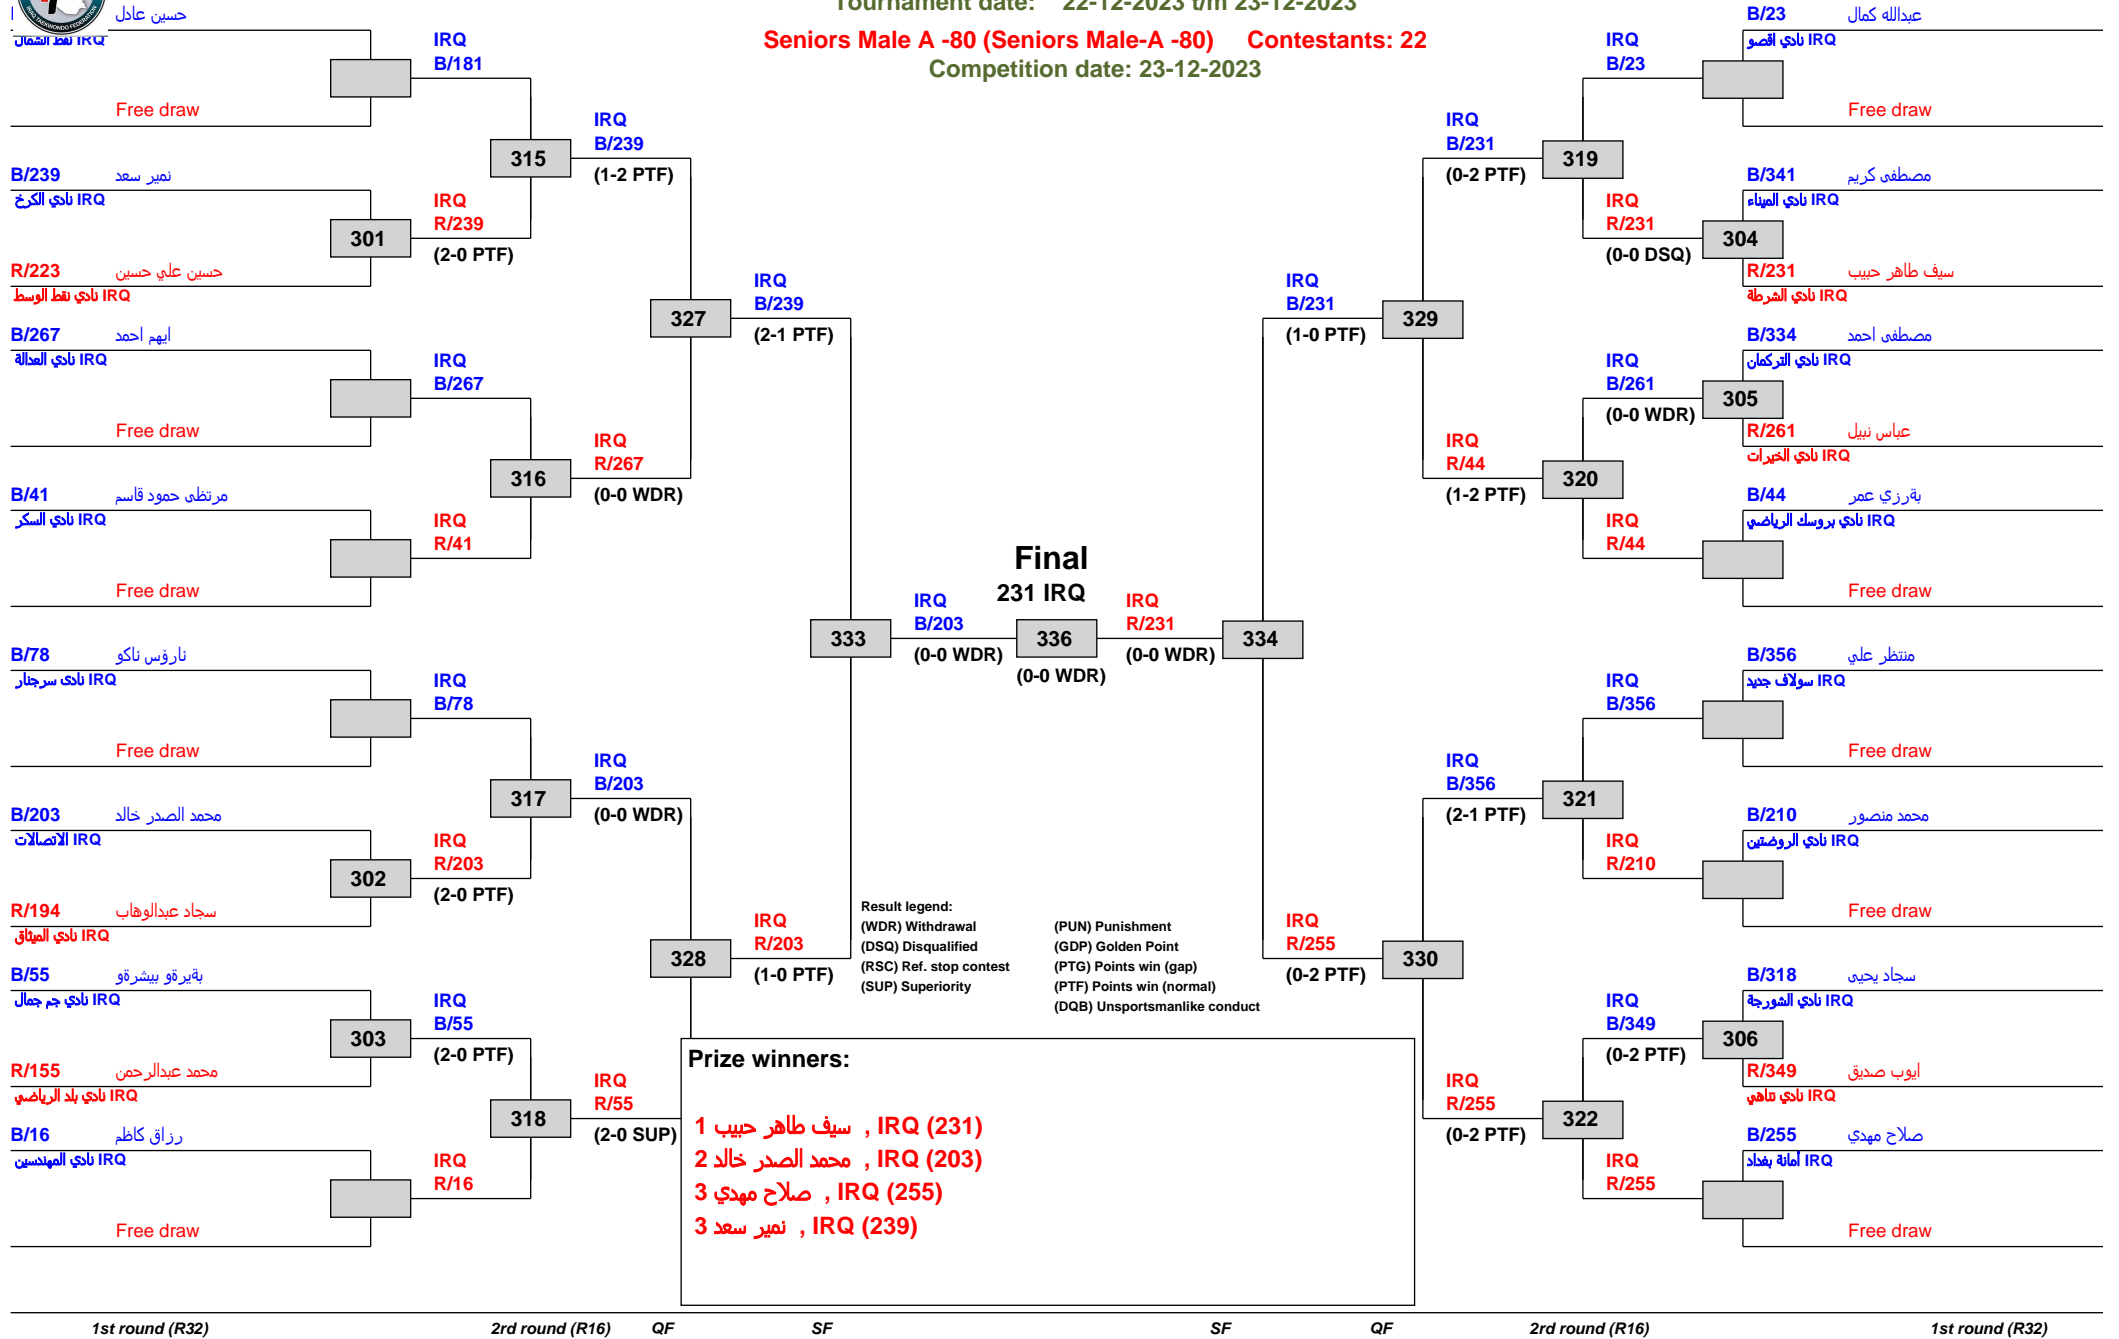 Tournament date: 22-12-2023 t/m 23-12-2023
Seniors Male A -80 (Seniors Male-A -80) Contestants: 22
Competition date: 23-12-2023
IRAQ TAEKWONDO FEDERATION
حسين عادل
نفط الشمال IRQ
Free draw
B/239 نمير سعد
نادي الكرخ IRQ
R/223 حسين علي حسين
نادي نفط الوسط IRQ
B/267 ايهم احمد
نادي العدالة IRQ
Free draw
B/41 مرتظى حمود قاسم
نادي السكر IRQ
Free draw
B/78 ئارؤس ئاكو
نادى سرجنار IRQ
Free draw
B/203 محمد الصدر خالد
الاتصالات IRQ
R/194 سجاد عبدالوهاب
نادي الميثاق IRQ
B/55 بةيرةو بيشرةو
نادي جم جمال IRQ
R/155 محمد عبدالرحمن
نادي بلد الرياضي IRQ
B/16 رزاق كاظم
نادي المهندسين IRQ
Free draw
IRQ
B/181
301
IRQ
R/239
(2-0 PTF)
IRQ
B/267
IRQ
R/41
IRQ
B/78
302
IRQ
R/203
(2-0 PTF)
303
IRQ
B/55
(2-0 PTF)
IRQ
R/16
315
IRQ
B/239
(1-2 PTF)
316
IRQ
R/267
(0-0 WDR)
317
IRQ
B/203
(0-0 WDR)
318
IRQ
R/55
(2-0 SUP)
327
IRQ
B/239
(2-1 PTF)
328
IRQ
R/203
(1-0 PTF)
333
IRQ
B/203
(0-0 WDR)
Final
231 IRQ
336
(0-0 WDR)
IRQ
R/231
(0-0 WDR)
334
IRQ
B/231
(1-0 PTF)
329
IRQ
R/255
(0-2 PTF)
330
IRQ
B/231
(0-2 PTF)
319
IRQ
R/44
(1-2 PTF)
320
IRQ
B/356
(2-1 PTF)
321
IRQ
R/255
(0-2 PTF)
322
IRQ
B/23
IRQ
R/231
(0-0 DSQ)
304
IRQ
B/261
(0-0 WDR)
305
IRQ
R/44
IRQ
B/356
IRQ
R/210
IRQ
B/349
(0-2 PTF)
306
IRQ
R/255
B/23 عبدالله كمال
نادي اقصو IRQ
Free draw
B/341 مصطفى كريم
نادي الميناء IRQ
R/231 سيف طاهر حبيب
نادي الشرطة IRQ
B/334 مصطفى احمد
نادي التركمان IRQ
R/261 عباس نبيل
نادي الخيرات IRQ
B/44 بةرزي عمر
نادي بروسك الرياضي IRQ
Free draw
B/356 منتظر علي
سولاف جديد IRQ
Free draw
B/210 محمد منصور
نادي الروضتين IRQ
Free draw
B/318 سجاد يحيى
نادي الشورجة IRQ
R/349 ايوب صديق
نادي تناهي IRQ
B/255 صلاح مهدي
أمانة بغداد IRQ
Free draw
Result legend:
(WDR) Withdrawal
(DSQ) Disqualified
(RSC) Ref. stop contest
(SUP) Superiority
(PUN) Punishment
(GDP) Golden Point
(PTG) Points win (gap)
(PTF) Points win (normal)
(DQB) Unsportsmanlike conduct
Prize winners:
1 سيف طاهر حبيب , IRQ (231)
2 محمد الصدر خالد , IRQ (203)
3 صلاح مهدي , IRQ (255)
3 نمير سعد , IRQ (239)
1st round (R32) 2rd round (R16) QF SF SF QF 2rd round (R16) 1st round (R32)